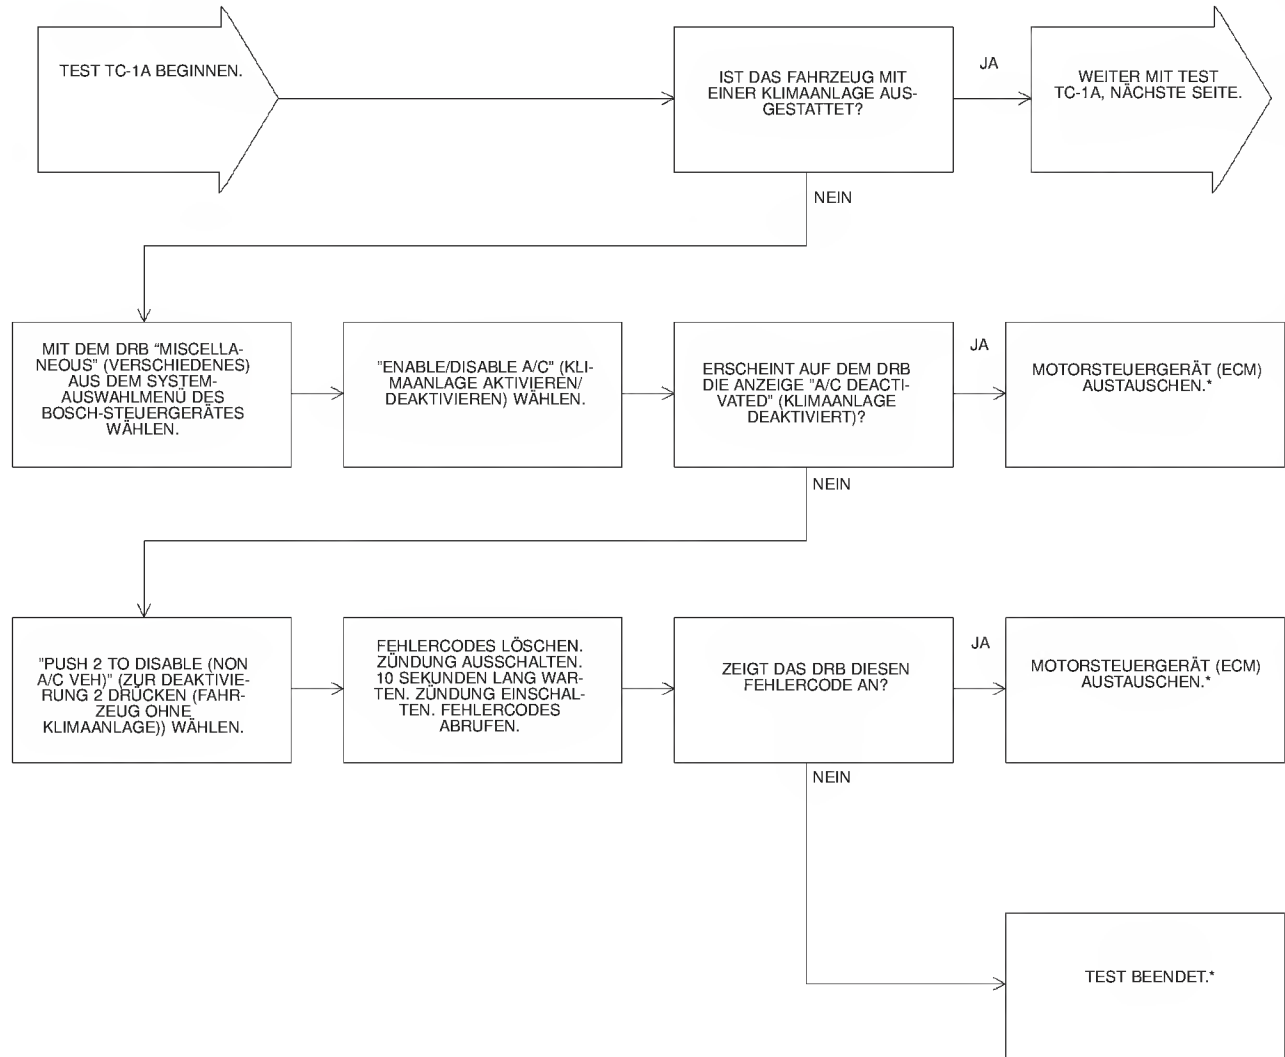 TEST TC-1A BEGINNEN.
IST DAS FAHRZEUG MIT
EINER KLIMAANLAGE AUS-
GESTATTET?
JA
WEITER MIT TEST
TC-1A, NÄCHSTE SEITE.
NEIN
MIT DEM DRB "MISCELLA-
NEOUS" (VERSCHIEDENES)
AUS DEM SYSTEM-
AUSWAHLMENÜ DES
BOSCH-STEUERGERÄTES
WÄHLEN.
"ENABLE/DISABLE A/C" (KLI-
MAANLAGE AKTIVIEREN/
DEAKTIVIEREN) WÄHLEN.
ERSCHEINT AUF DEM DRB
DIE ANZEIGE "A/C DEACTI-
VATED" (KLIMAANLAGE
DEAKTIVIERT)?
JA
MOTORSTEUERGERÄT (ECM)
AUSTAUSCHEN.*
NEIN
"PUSH 2 TO DISABLE (NON
A/C VEH)" (ZUR DEAKTIVIE-
RUNG 2 DRÜCKEN (FAHR-
ZEUG OHNE
KLIMAANLAGE)) WÄHLEN.
FEHLERCODES LÖSCHEN.
ZÜNDUNG AUSSCHALTEN.
10 SEKUNDEN LANG WAR-
TEN. ZÜNDUNG EINSCHAL-
TEN. FEHLERCODES
ABRUFEN.
ZEIGT DAS DRB DIESEN
FEHLERCODE AN?
JA
MOTORSTEUERGERÄT (ECM)
AUSTAUSCHEN.*
NEIN
TEST BEENDET.*